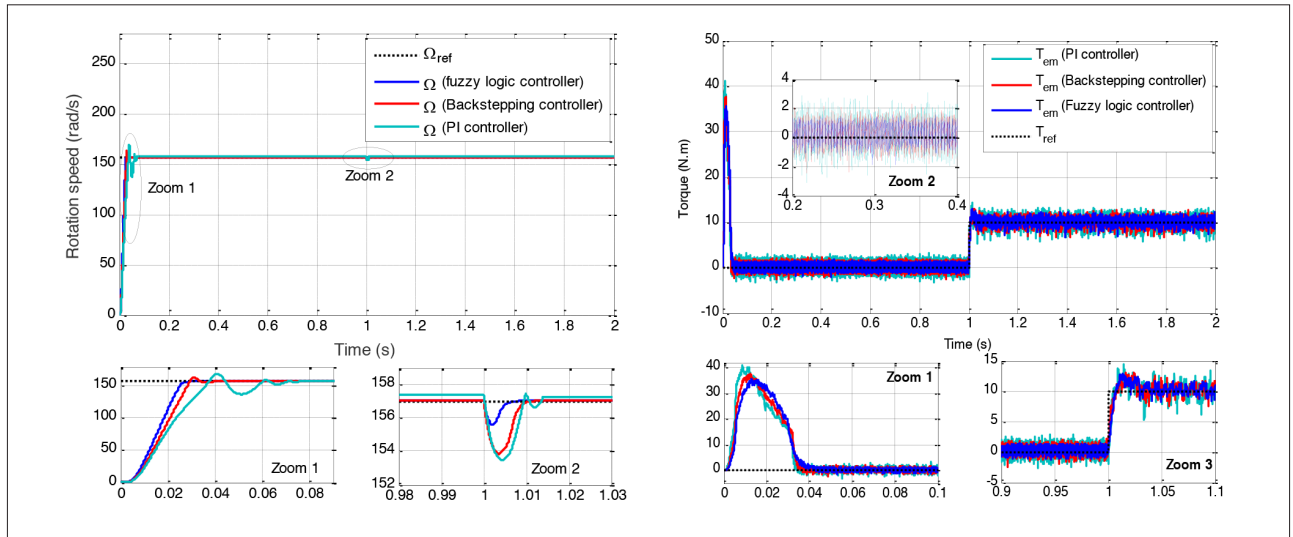 250
200
150
100
50
0
Rotation speed (rad/s)
Ωref
Ω (fuzzy logic controller)
Ω (Backstepping controller)
Ω (PI controller)
Zoom 1
Zoom 2
0 0.2 0.4 0.6 0.8 1 1.2 1.4 1.6 1.8 2
Time (s)
150
100
50
0
Zoom 1
0 0.02 0.04 0.06 0.08
158
156
154
152
Zoom 2
0.98 0.99 1 1.01 1.02 1.03
50
40
30
20
10
0
-10
Torque (N.m)
Tem (PI controller)
Tem (Backstepping controller)
Tem (Fuzzy logic controller)
Tref
4
2
0
-2
-4
Zoom 2
0.2 0.3 0.4
0 0.2 0.4 0.6 0.8 1 1.2 1.4 1.6 1.8 2
Time (s)
40
30
20
10
0
Zoom 1
0 0.02 0.04 0.06 0.08 0.1
15
10
5
0
-5
Zoom 3
0.9 0.95 1 1.05 1.1